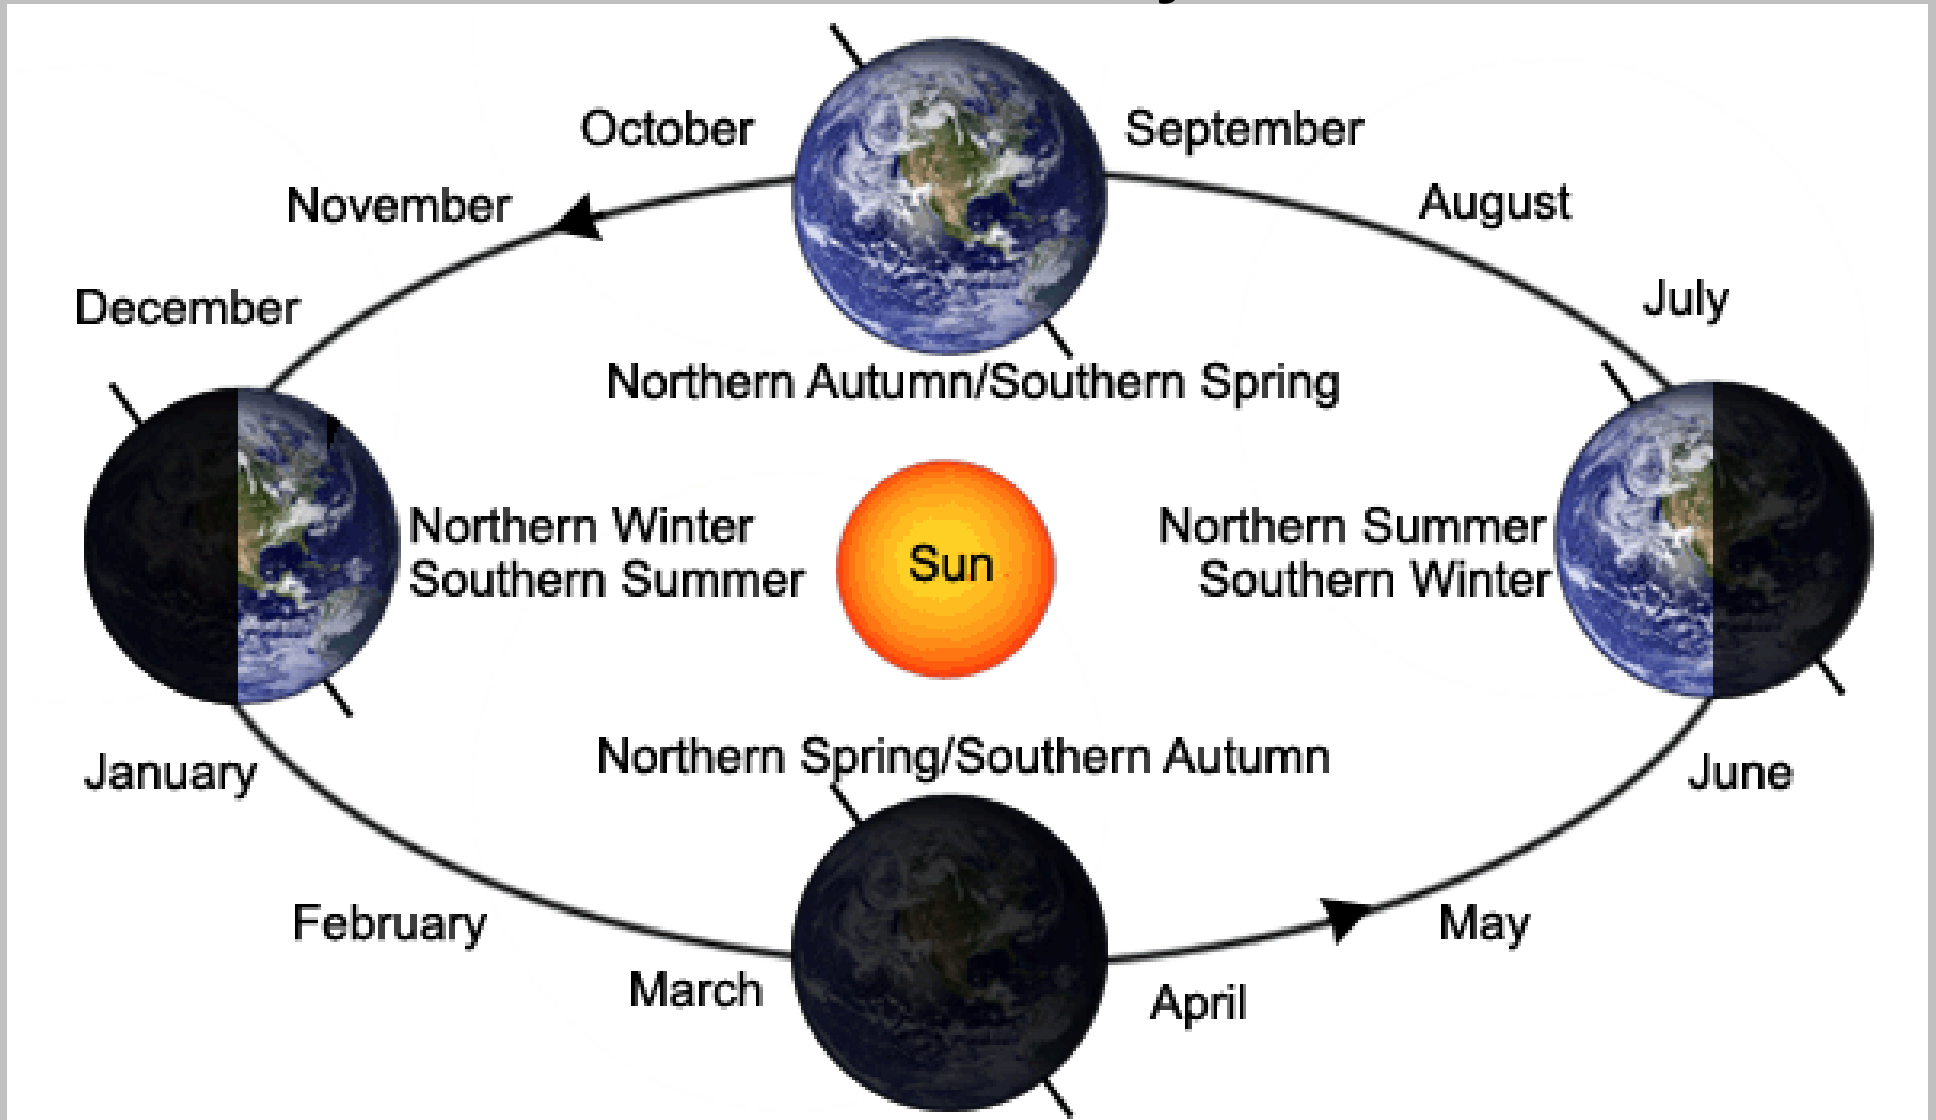 October
September
November
August
December
July
Northern Autumn/Southern Spring
Northern Winter
Southern Summer
Sun
Northern Summer
Southern Winter
Northern Spring/Southern Autumn
January
June
February
May
March
April